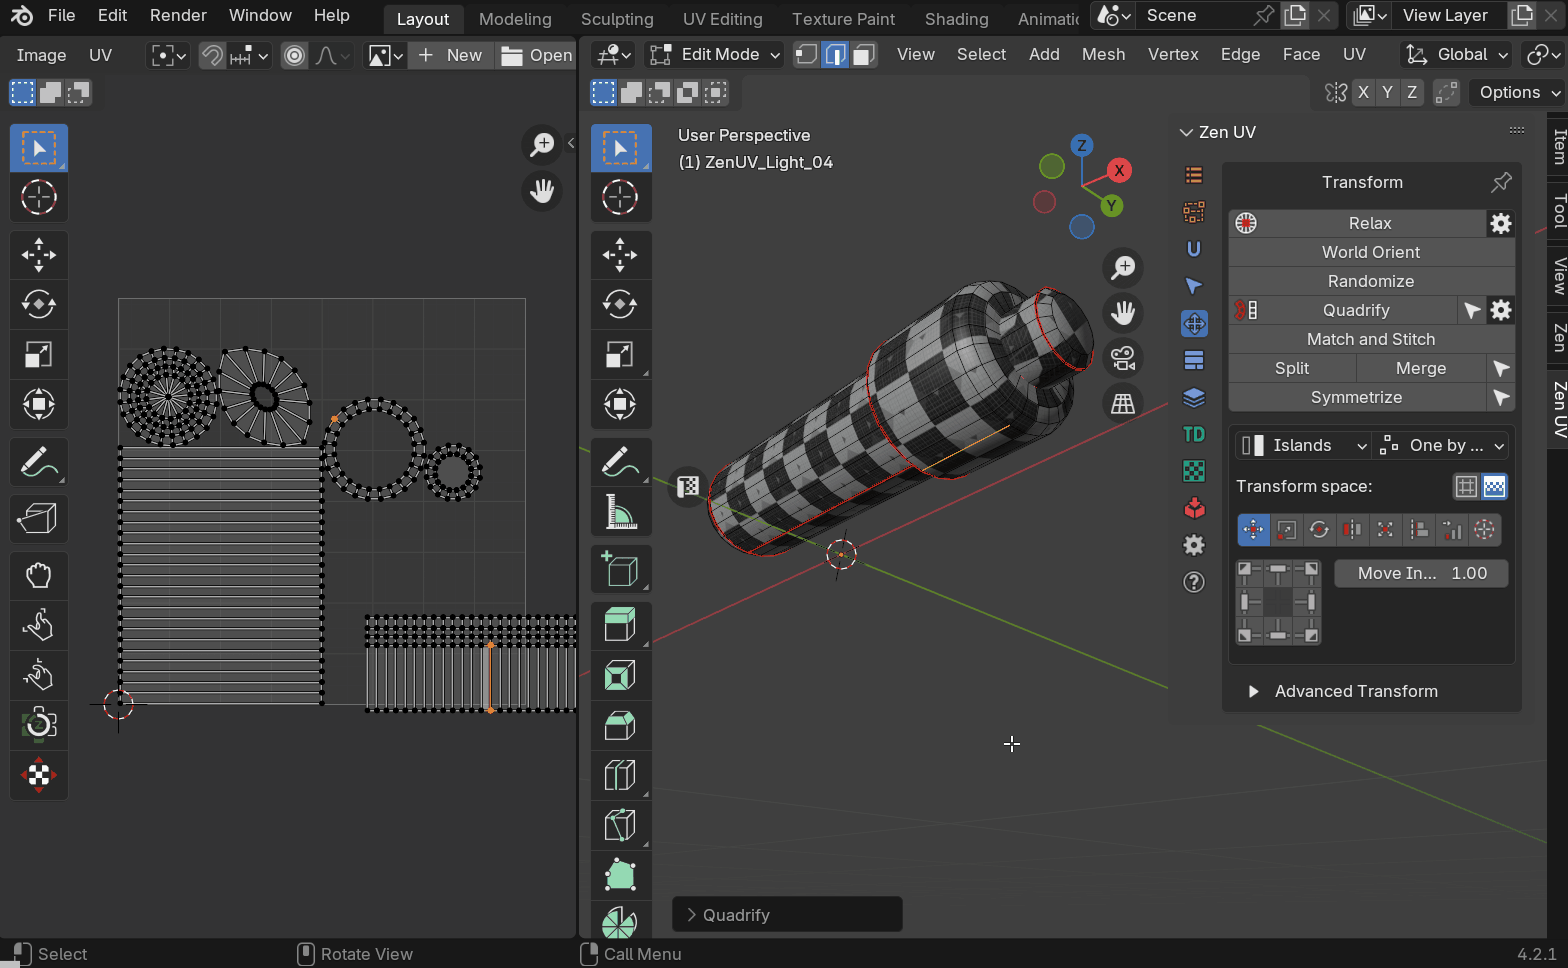 File Edit Render Window Help Layout Modeling Sculpting UV Editing Texture Paint Shading Animatic Scene View Layer
Image UV New Open Edit Mode View Select Add Mesh Vertex Edge Face UV Global
X Y Z Options
User Perspective
(1) ZenUV_Light_04
Z
X
Y
Zen UV
Transform
Relax
World Orient
Randomize
Quadrify
Match and Stitch
Split Merge
Symmetrize
Islands One by ...
Transform space:
Move In... 1.00
Advanced Transform
TD
Item
Tool
View
Zen
Zen UV
Quadrify
Select Rotate View Call Menu 4.2.1